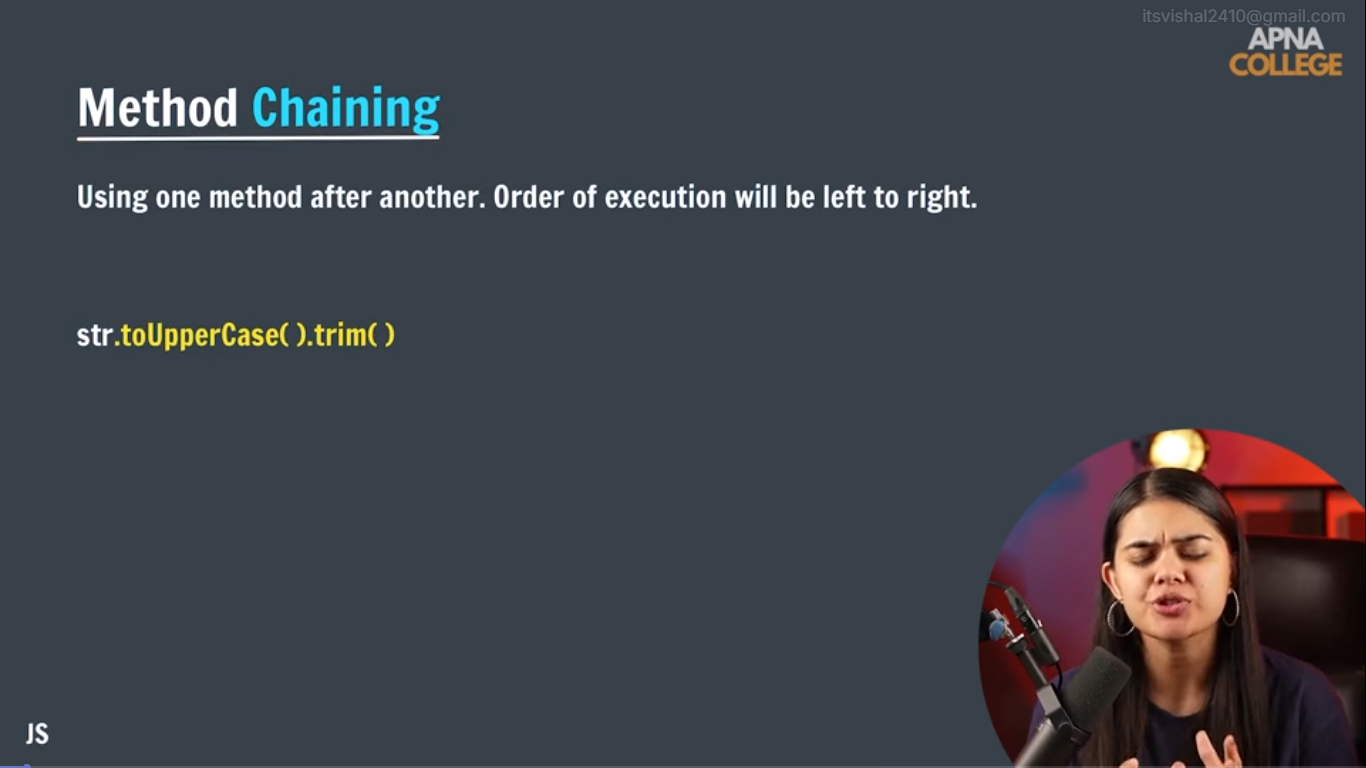 itsvishal2410@gmail.com
APNA
COLLEGE
Method Chaining
Using one method after another. Order of execution will be left to right.
str.toUpperCase( ).trim( )
JS